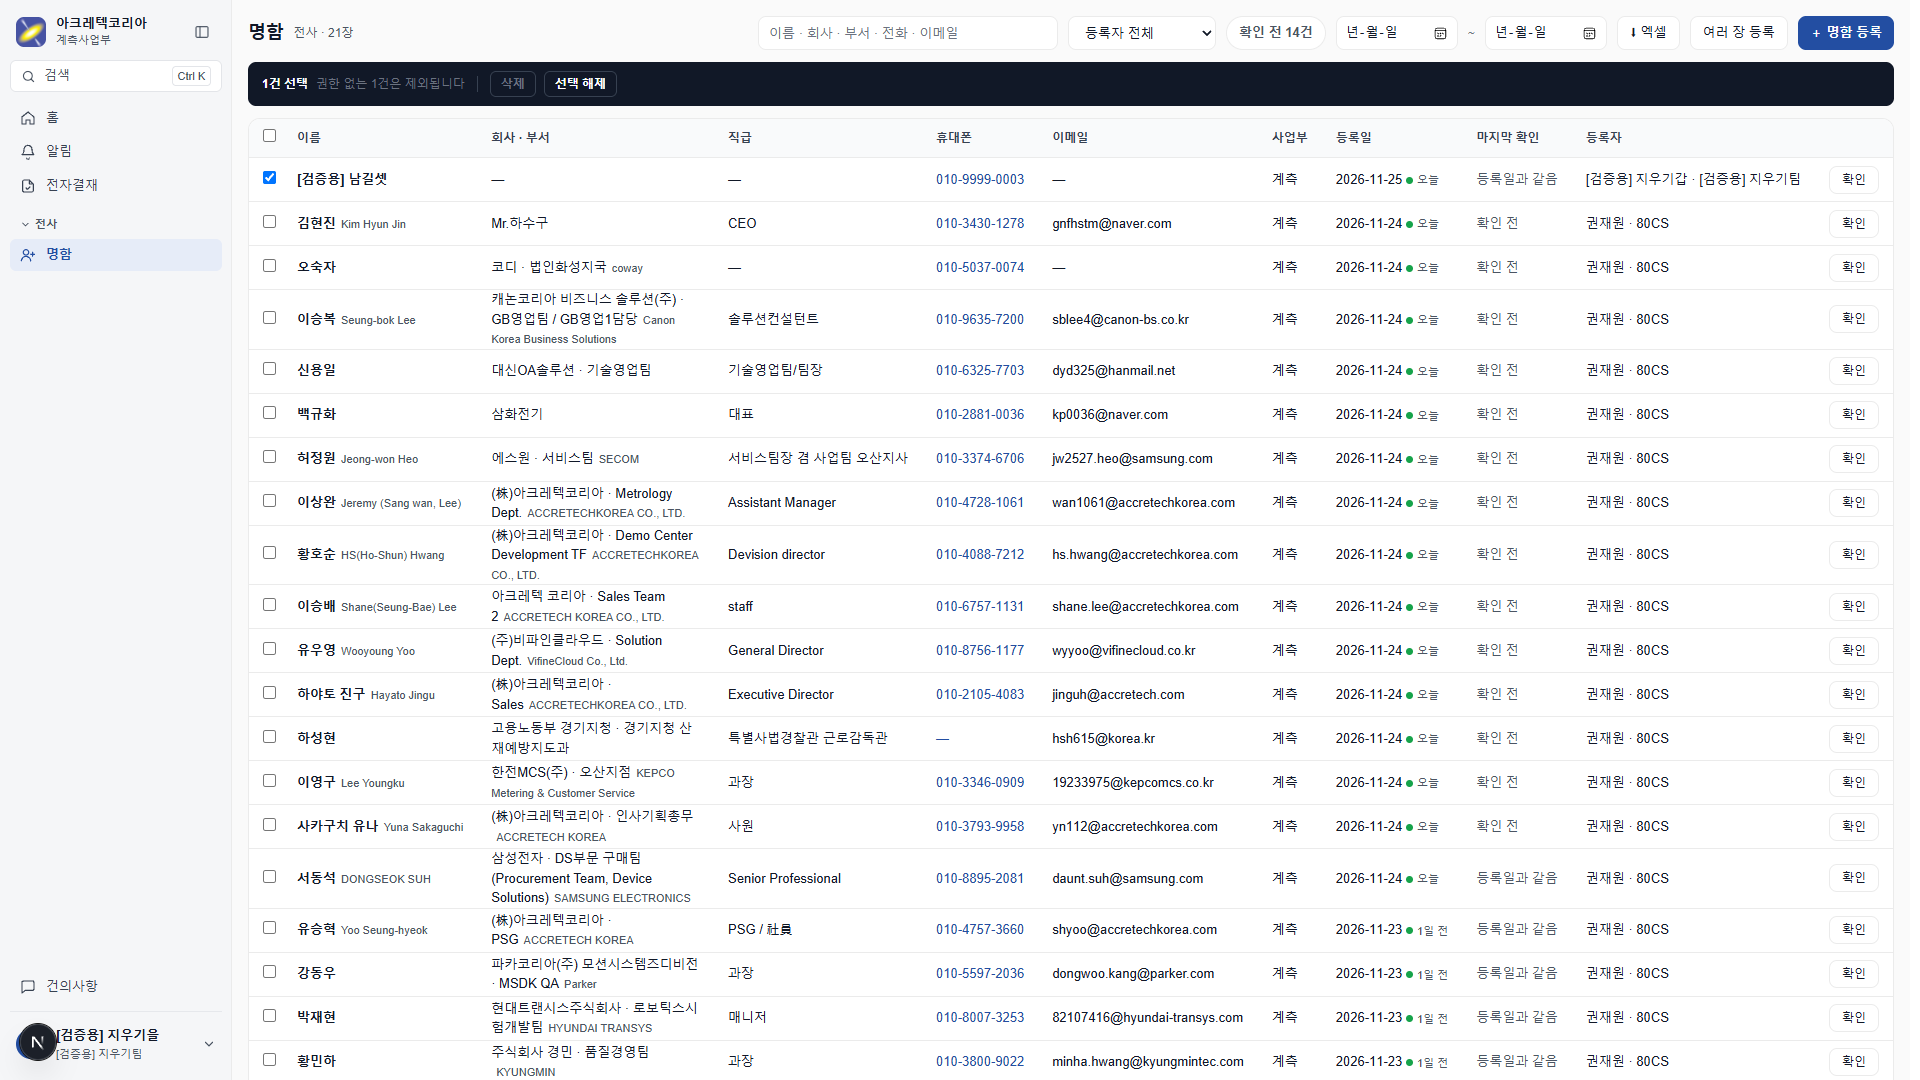 아크레텍코리아
계측사업부
검색 Ctrl K
홈
알림
전자결재
전사
명함
건의사항
N
[검증용] 지우기을
[검증용] 지우기팀
명함 전사 · 21장
이름 · 회사 · 부서 · 전화 · 이메일
등록자 전체
확인 전 14건
년-월-일 ~ 년-월-일
⬇ 엑셀
여러 장 등록
+ 명함 등록
1건 선택 권한 없는 1건은 제외됩니다 삭제 선택 해제
이름 회사 · 부서 직급 휴대폰 이메일 사업부 등록일 마지막 확인 등록자
[검증용] 남길셋 — — 010-9999-0003 — 계측 2026-11-25 오늘 등록일과 같음 [검증용] 지우기갑 · [검증용] 지우기팀 확인
김현진 Kim Hyun Jin Mr.하수구 CEO 010-3430-1278 gnfhstm@naver.com 계측 2026-11-24 오늘 확인 전 권재원 · 80CS 확인
오숙자 코디 · 법인화성지국 coway — 010-5037-0074 — 계측 2026-11-24 오늘 확인 전 권재원 · 80CS 확인
캐논코리아 비즈니스 솔루션(주) ·
이승복 Seung-bok Lee GB영업팀 / GB영업1담당 Canon 솔루션컨설턴트 010-9635-7200 sblee4@canon-bs.co.kr 계측 2026-11-24 오늘 확인 전 권재원 · 80CS 확인
Korea Business Solutions
신용일 대신OA솔루션 · 기술영업팀 기술영업팀/팀장 010-6325-7703 dyd325@hanmail.net 계측 2026-11-24 오늘 확인 전 권재원 · 80CS 확인
백규화 삼화전기 대표 010-2881-0036 kp0036@naver.com 계측 2026-11-24 오늘 확인 전 권재원 · 80CS 확인
허정원 Jeong-won Heo 에스원 · 서비스팀 SECOM 서비스팀장 겸 사업팀 오산지사 010-3374-6706 jw2527.heo@samsung.com 계측 2026-11-24 오늘 확인 전 권재원 · 80CS 확인
(株)아크레텍코리아 · Metrology
이상완 Jeremy (Sang wan, Lee) Dept. ACCRETECHKOREA CO., LTD. Assistant Manager 010-4728-1061 wan1061@accretechkorea.com 계측 2026-11-24 오늘 확인 전 권재원 · 80CS 확인
(株)아크레텍코리아 · Demo Center
황호순 HS(Ho-Shun) Hwang Development TF ACCRETECHKOREA Devision director 010-4088-7212 hs.hwang@accretechkorea.com 계측 2026-11-24 오늘 확인 전 권재원 · 80CS 확인
CO., LTD.
아크레텍 코리아 · Sales Team
이승배 Shane(Seung-Bae) Lee 2 ACCRETECH KOREA CO., LTD. staff 010-6757-1131 shane.lee@accretechkorea.com 계측 2026-11-24 오늘 확인 전 권재원 · 80CS 확인
(주)비파인클라우드 · Solution
유우영 Wooyoung Yoo Dept. VifineCloud Co., Ltd. General Director 010-8756-1177 wyyoo@vifinecloud.co.kr 계측 2026-11-24 오늘 확인 전 권재원 · 80CS 확인
(株)아크레텍코리아 ·
하야토 진구 Hayato Jingu Sales ACCRETECHKOREA CO., LTD. Executive Director 010-2105-4083 jinguh@accretech.com 계측 2026-11-24 오늘 확인 전 권재원 · 80CS 확인
고용노동부 경기지청 · 경기지청 산
하성현 재예방지도과 특별사법경찰관 근로감독관 — hsh615@korea.kr 계측 2026-11-24 오늘 확인 전 권재원 · 80CS 확인
한전MCS(주) · 오산지점 KEPCO
이영구 Lee Youngku Metering & Customer Service 과장 010-3346-0909 19233975@kepcomcs.co.kr 계측 2026-11-24 오늘 확인 전 권재원 · 80CS 확인
(株)아크레텍코리아 · 인사기획총무
사카구치 유나 Yuna Sakaguchi ACCRETECH KOREA 사원 010-3793-9958 yn112@accretechkorea.com 계측 2026-11-24 오늘 확인 전 권재원 · 80CS 확인
삼성전자 · DS부문 구매팀
서동석 DONGSEOK SUH (Procurement Team, Device Senior Professional 010-8895-2081 daunt.suh@samsung.com 계측 2026-11-24 오늘 등록일과 같음 권재원 · 80CS 확인
Solutions) SAMSUNG ELECTRONICS
(株)아크레텍코리아 ·
유승혁 Yoo Seung-hyeok PSG ACCRETECH KOREA PSG / 社員 010-4757-3660 shyoo@accretechkorea.com 계측 2026-11-23 1일 전 등록일과 같음 권재원 · 80CS 확인
파카코리아(주) 모션시스템즈디비전
강동우 · MSDK QA Parker 과장 010-5597-2036 dongwoo.kang@parker.com 계측 2026-11-23 1일 전 등록일과 같음 권재원 · 80CS 확인
현대트랜시스주식회사 · 로보틱스시
박재현 험개발팀 HYUNDAI TRANSYS 매니저 010-8007-3253 82107416@hyundai-transys.com 계측 2026-11-23 1일 전 등록일과 같음 권재원 · 80CS 확인
주식회사 경민 · 품질경영팀
황민하 KYUNGMIN 과장 010-3800-9022 minha.hwang@kyungmintec.com 계측 2026-11-23 1일 전 등록일과 같음 권재원 · 80CS 확인